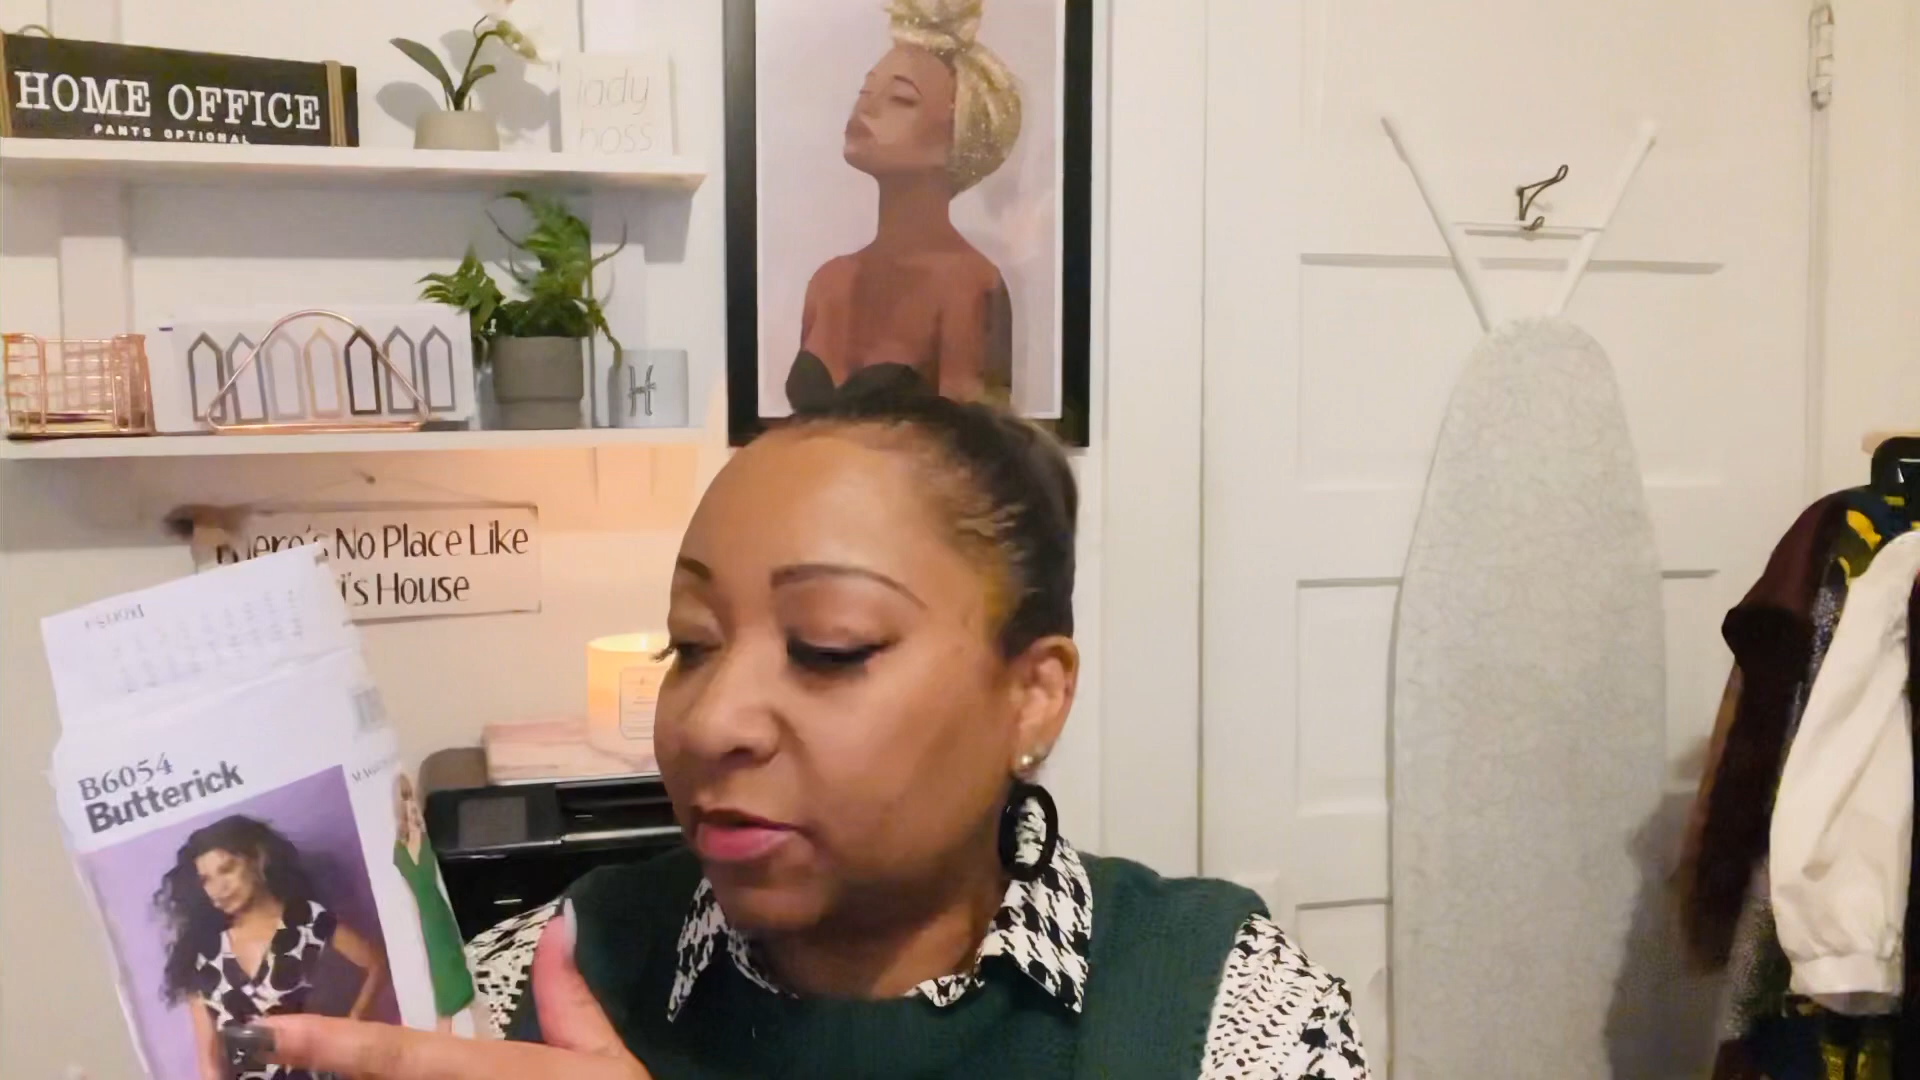 HOME OFFICE
PANTS OPTIONAL
lady
boss
No Place Like
House
H
B6054
Butterick